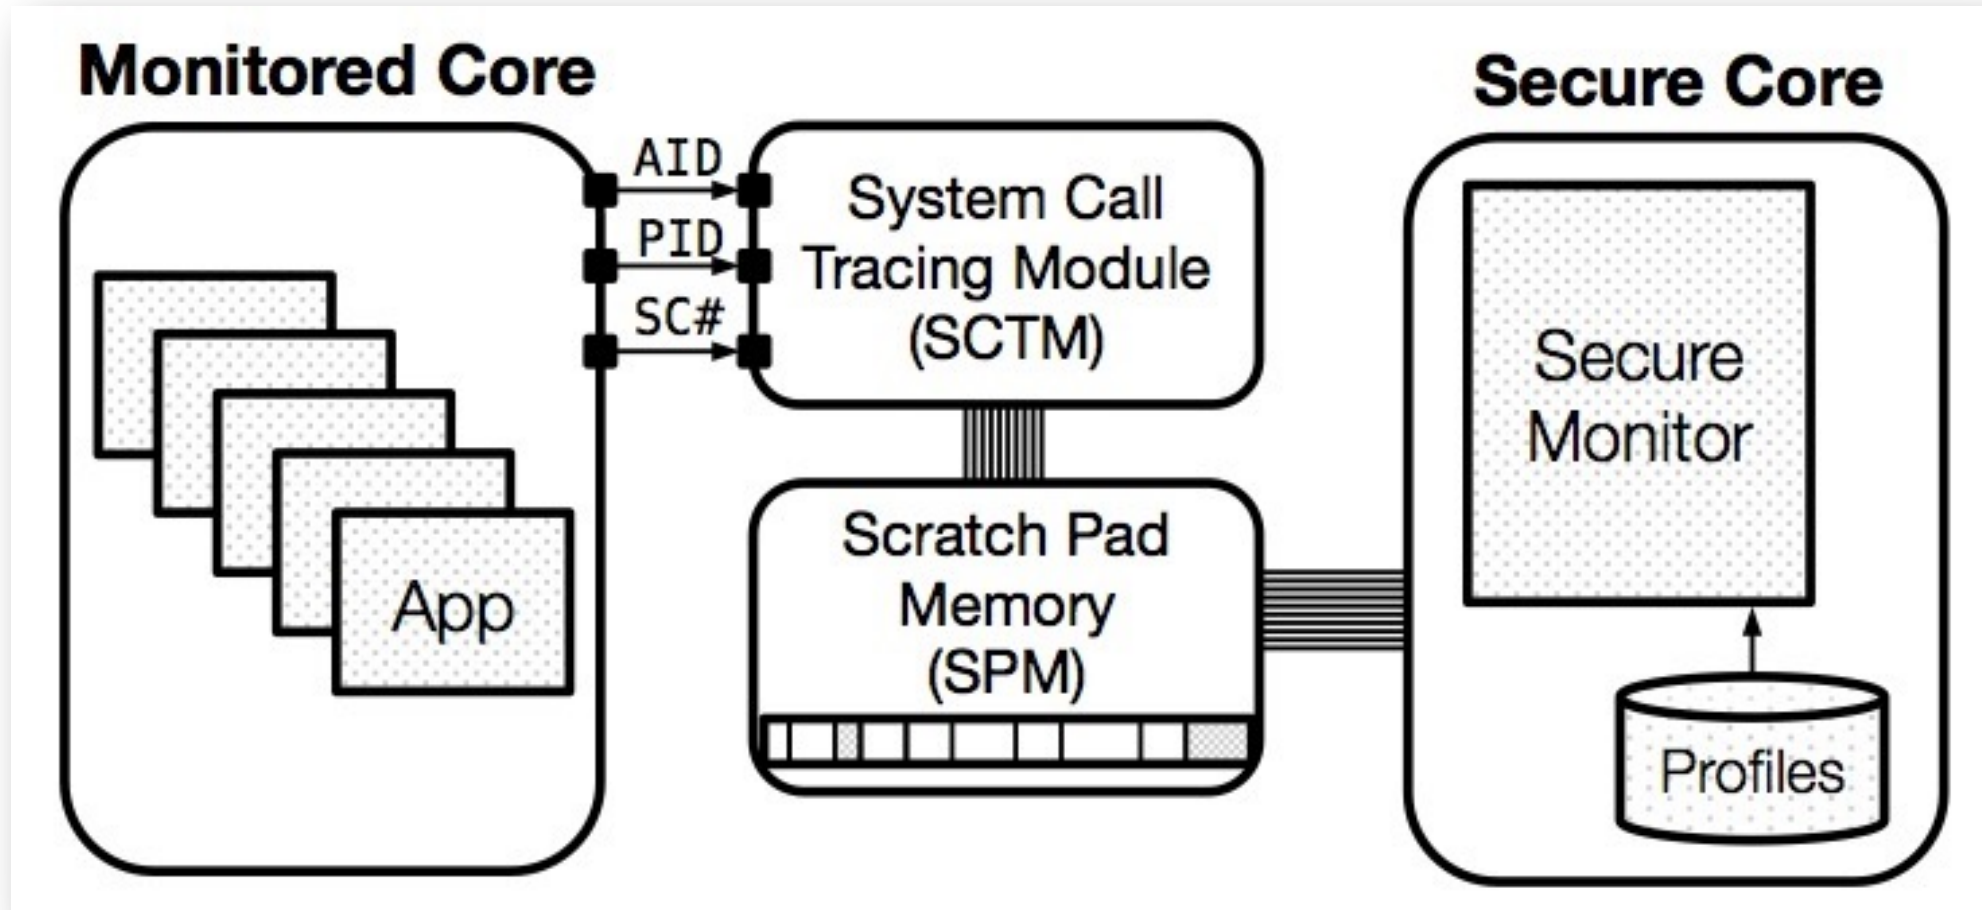 Monitored Core
Secure Core
AID
PID
SC#
System Call
Tracing Module
(SCTM)
App
Scratch Pad
Memory
(SPM)
Secure
Monitor
Profiles